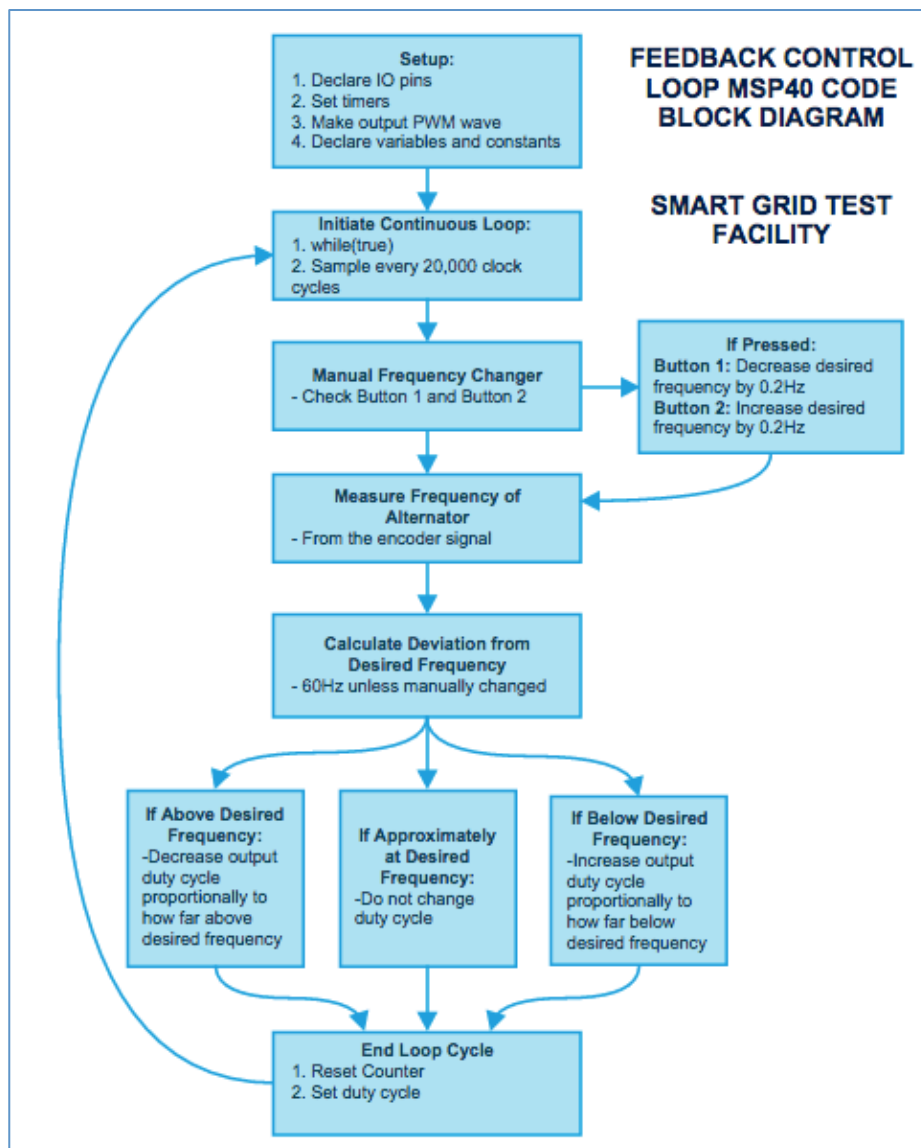 FEEDBACK CONTROL
LOOP MSP40 CODE
BLOCK DIAGRAM
SMART GRID TEST
FACILITY
Setup:
1. Declare IO pins
2. Set timers
3. Make output PWM wave
4. Declare variables and constants
Initiate Continuous Loop:
1. while(true)
2. Sample every 20,000 clock
cycles
Manual Frequency Changer
- Check Button 1 and Button 2
If Pressed:
Button 1: Decrease desired
frequency by 0.2Hz
Button 2: Increase desired
frequency by 0.2Hz
Measure Frequency of
Alternator
- From the encoder signal
Calculate Deviation from
Desired Frequency
- 60Hz unless manually changed
If Above Desired
Frequency:
-Decrease output
duty cycle
proportionally to
how far above
desired frequency
If Approximately
at Desired
Frequency:
-Do not change
duty cycle
If Below Desired
Frequency:
-Increase output
duty cycle
proportionally to
how far below
desired frequency
End Loop Cycle
1. Reset Counter
2. Set duty cycle